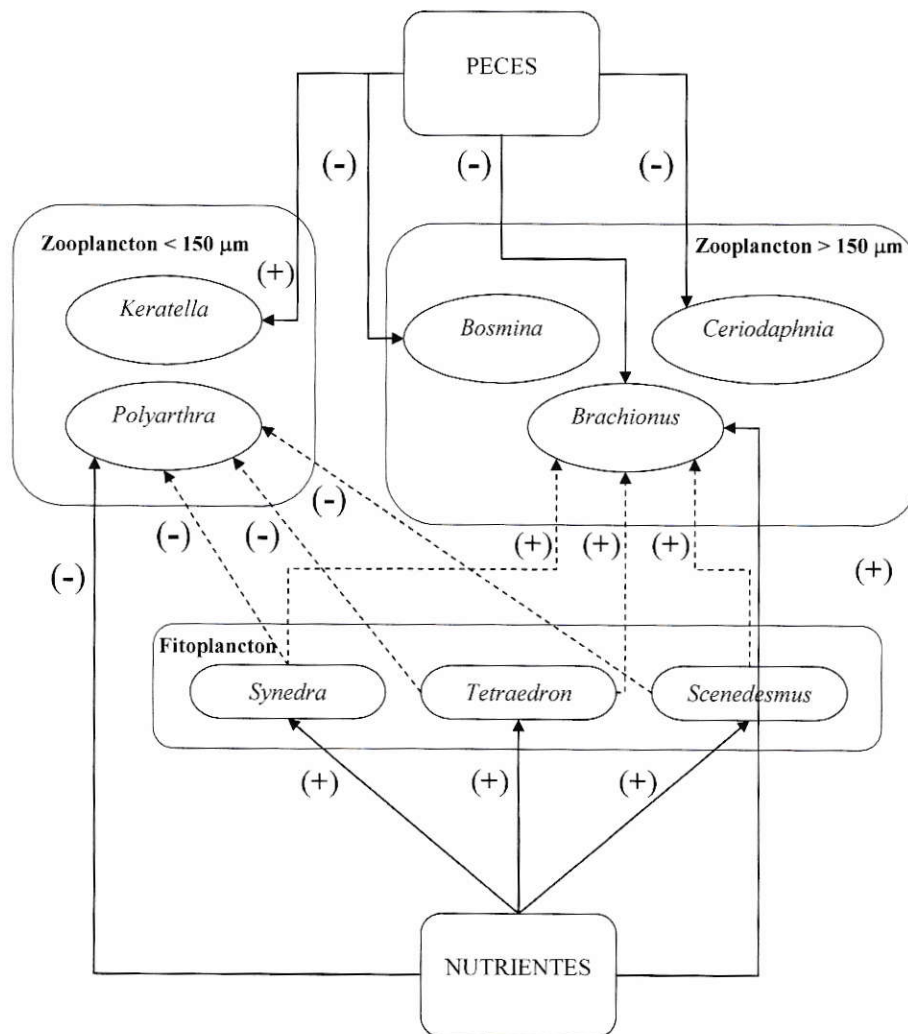 PECES
(-)
(-)
(-)
Zooplancton < 150 μm
Zooplancton > 150 μm
(+)
Keratella
Bosmina
Ceriodaphnia
Polyarthra
Brachionus
(-)
(-)
(-)
(+)
(+)
(+)
(-)
(+)
Fitoplancton
Synedra
Tetraedron
Scenedesmus
(+)
(+)
(+)
NUTRIENTES